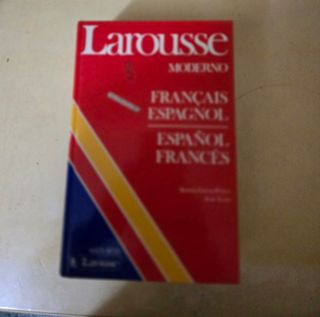 Larousse
MODERNO
FRANÇAIS
ESPAGNOL
ESPAÑOL
FRANCÉS
Larousse